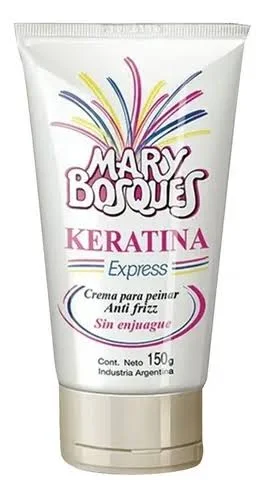 MARY
BOSQUES
KERATINA
Express
Crema para peinar
Anti frizz
Sin enjuague
Cont. Neto 150g
Industria Argentina